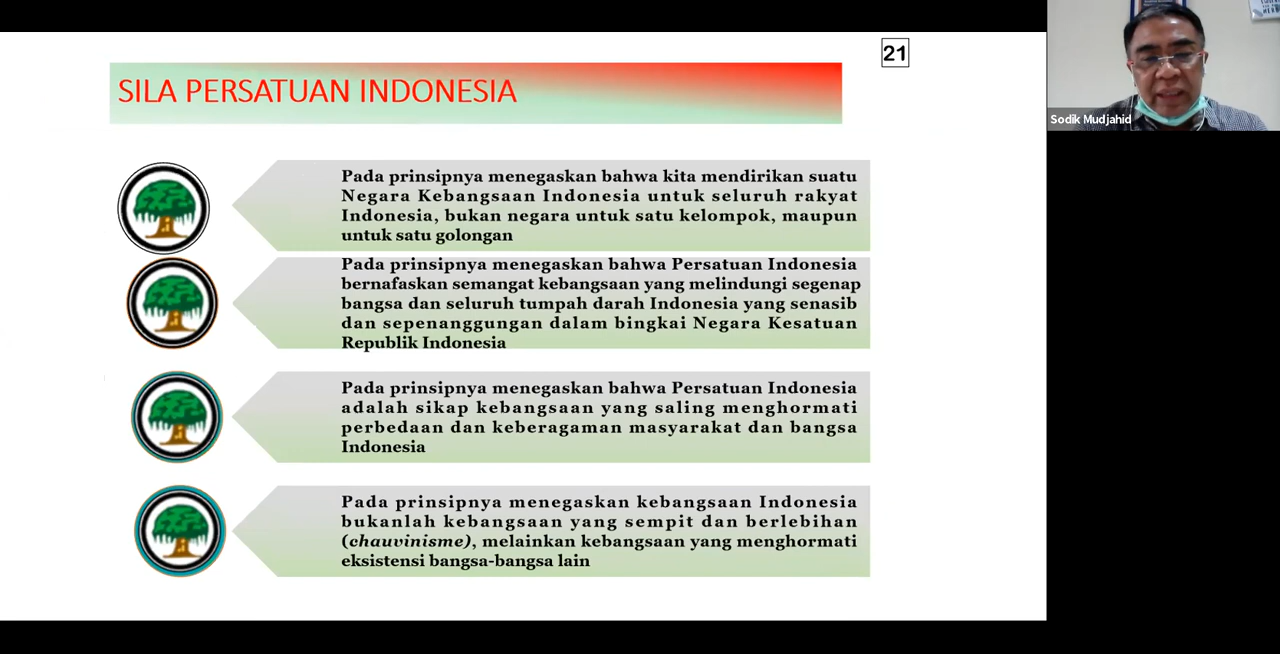 21
SILA PERSATUAN INDONESIA
Pada prinsipnya menegaskan bahwa kita mendirikan suatu
Negara Kebangsaan Indonesia untuk seluruh rakyat
Indonesia, bukan negara untuk satu kelompok, maupun
untuk satu golongan
Pada prinsipnya menegaskan bahwa Persatuan Indonesia
bernafaskan semangat kebangsaan yang melindungi segenap
bangsa dan seluruh tumpah darah Indonesia yang senasib
dan sepenanggungan dalam bingkai Negara Kesatuan
Republik Indonesia
Pada prinsipnya menegaskan bahwa Persatuan Indonesia
adalah sikap kebangsaan yang saling menghormati
perbedaan dan keberagaman masyarakat dan bangsa
Indonesia
Pada prinsipnya menegaskan kebangsaan Indonesia
bukanlah kebangsaan yang sempit dan berlebihan
(chauvinisme), melainkan kebangsaan yang menghormati
eksistensi bangsa-bangsa lain
Sodik Mudjahid